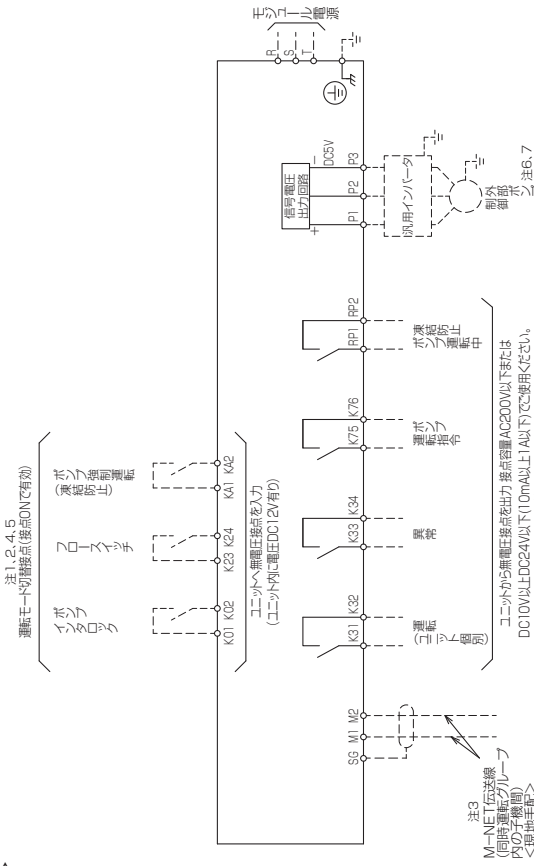 注1、2、4、5
運転モード切替接点(接点ONで有効)
ポンプ
インタロック
フロースイッチ
ポンプ強制運転
(凍結防止)
K01
K02
K23
K24
KA1
KA2
ユニットへ無電圧接点を入力
(ユニット内に電圧DC12V有り)
モジュール電源
R
S
T
信号電圧
出力回路
+
−
DC5V
P1
P2
P3
汎用インバータ
外部
制御ポンプ
注6、7
SG
M1
M2
K31
K32
K33
K34
K75
K76
RP1
RP2
運転
(ユニット個別)
異常
ポンプ
運転指令
凍結防止
ポンプ運転中
ユニットから無電圧接点を出力 接点容量AC200V以下または
DC10V以上DC24V以下(10mA以上1A以下)でご使用ください。
注3
M-NET伝送線
(同時運転グループ
内の子機間)
<現地手配>